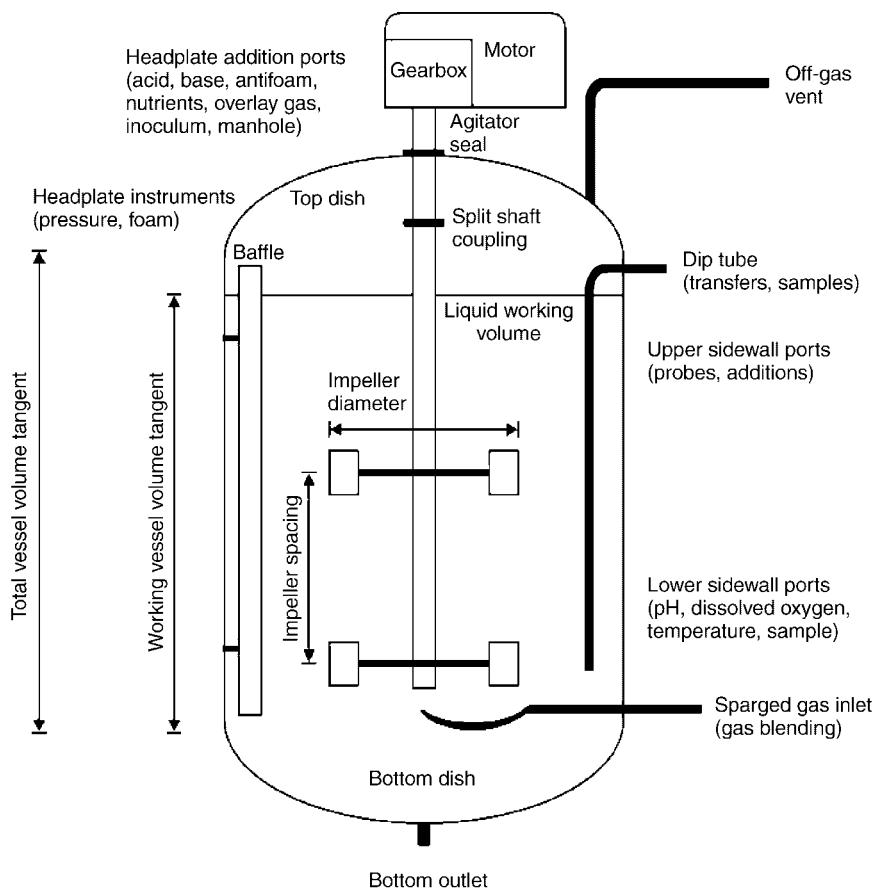 Headplate addition ports
(acid, base, antifoam,
nutrients, overlay gas,
inoculum, manhole)
Motor
Gearbox
Off-gas
vent
Agitator
seal
Headplate instruments
(pressure, foam)
Top dish
Split shaft
coupling
Baffle
Dip tube
(transfers, samples)
Liquid working
volume
Upper sidewall ports
(probes, additions)
Impeller
diameter
Total vessel volume tangent
Working vessel volume tangent
Impeller spacing
Lower sidewall ports
(pH, dissolved oxygen,
temperature, sample)
Sparged gas inlet
(gas blending)
Bottom dish
Bottom outlet